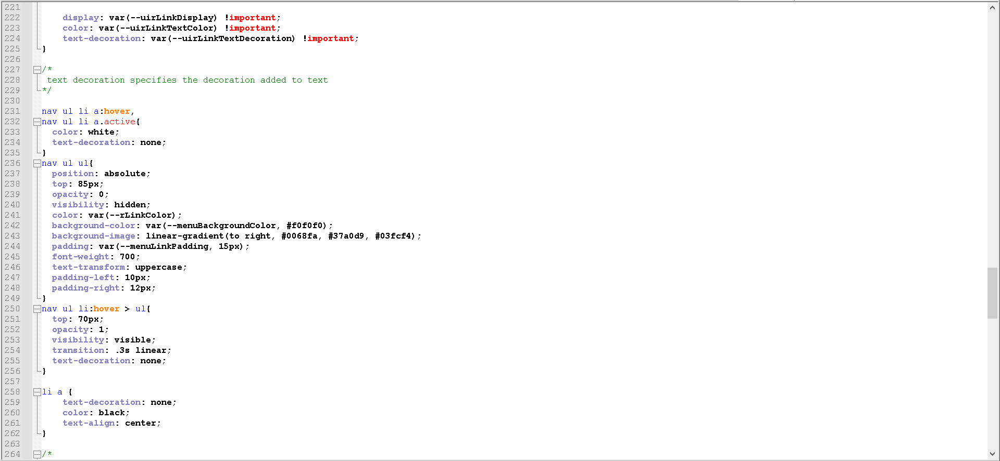 221
222 display: var(--uirLinkDisplay) !important;
223 color: var(--uirLinkTextColor) !important;
224 text-decoration: var(--uirLinkTextDecoration) !important;
225 }
226
227 /*
228 text decoration specifies the decoration added to text
229 */
230
231 nav ul li a:hover,
232 nav ul li a.active{
233 color: white;
234 text-decoration: none;
235 }
236 nav ul ul{
237 position: absolute;
238 top: 85px;
239 opacity: 0;
240 visibility: hidden;
241 color: var(--rLinkColor);
242 background-color: var(--menuBackgroundColor, #f0f0f0);
243 background-image: linear-gradient(to right, #0068fa, #37a0d9, #03fcf4);
244 padding: var(--menuLinkPadding, 15px);
245 font-weight: 700;
246 text-transform: uppercase;
247 padding-left: 10px;
248 padding-right: 12px;
249 }
250 nav ul li:hover > ul{
251 top: 70px;
252 opacity: 1;
253 visibility: visible;
254 transition: .3s linear;
255 text-decoration: none;
256 }
257
258 li a {
259 text-decoration: none;
260 color: black;
261 text-align: center;
262 }
263
264 /*